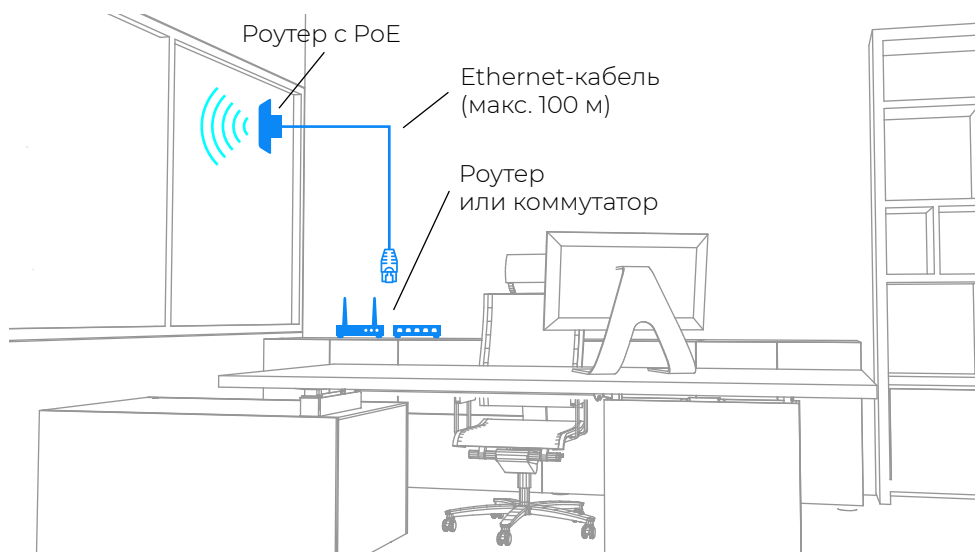 Роутер с PoE
Ethernet-кабель
(макс. 100 м)
Роутер
или коммутатор